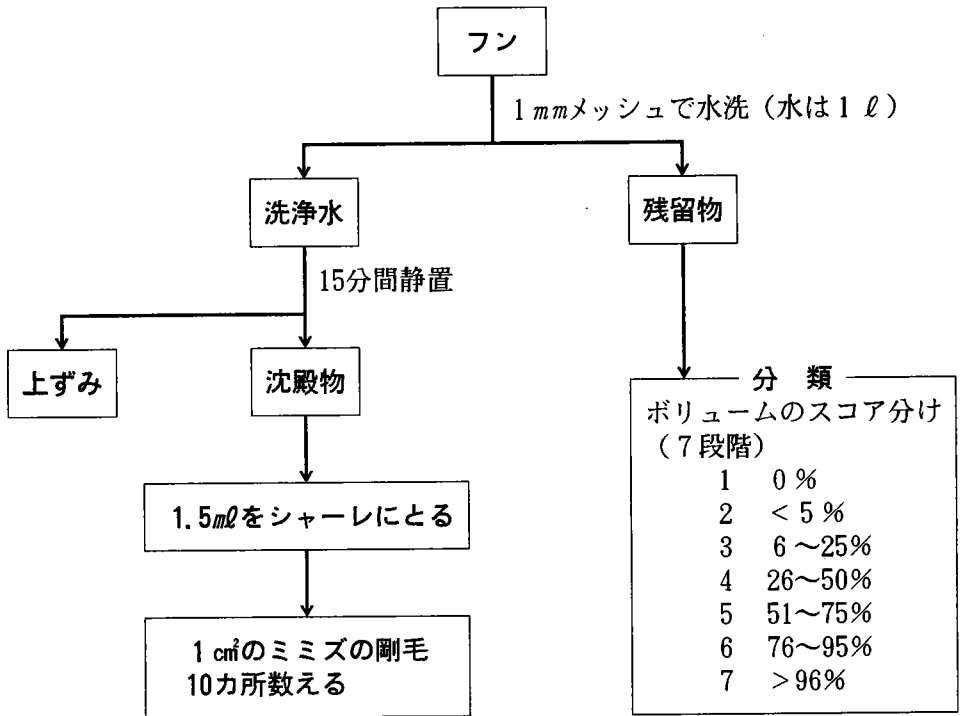 フン
1mmメッシュで水洗（水は1ℓ）
洗浄水
残留物
15分間静置
上ずみ
沈殿物
分類
ボリュームのスコア分け
（7段階）
1 0%
2 <5%
3 6～25%
4 26～50%
5 51～75%
6 76～95%
7 >96%
1.5mℓをシャーレにとる
1cm²のミミズの剛毛
10カ所数える